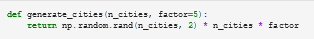 def generate_cities(n_cities, factor=5):
    return np.random.rand(n_cities, 2) * n_cities * factor